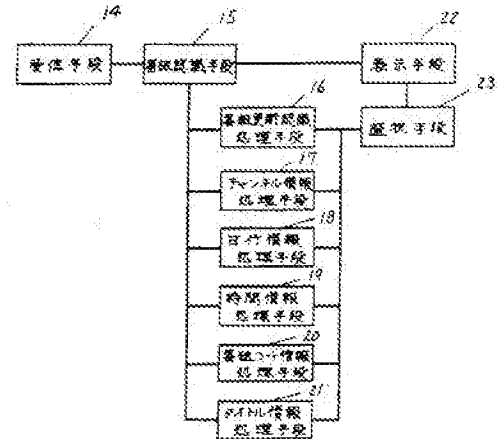 14
受信手段
15
番組認識手段
22
表示手段
23
監視手段
16
番組更新認識
処理手段
17
チャンネル情報
処理手段
18
日付情報
処理手段
19
時間情報
処理手段
20
番組コード情報
処理手段
21
タイトル情報
処理手段